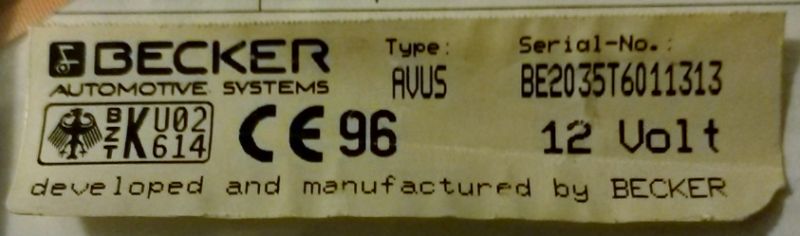 BECKER
AUTOMOTIVE SYSTEMS
Type:
AVUS
Serial-No.:
BE2035T6011313
BZT K U02 614
CE 96
12 Volt
developed and manufactured by BECKER